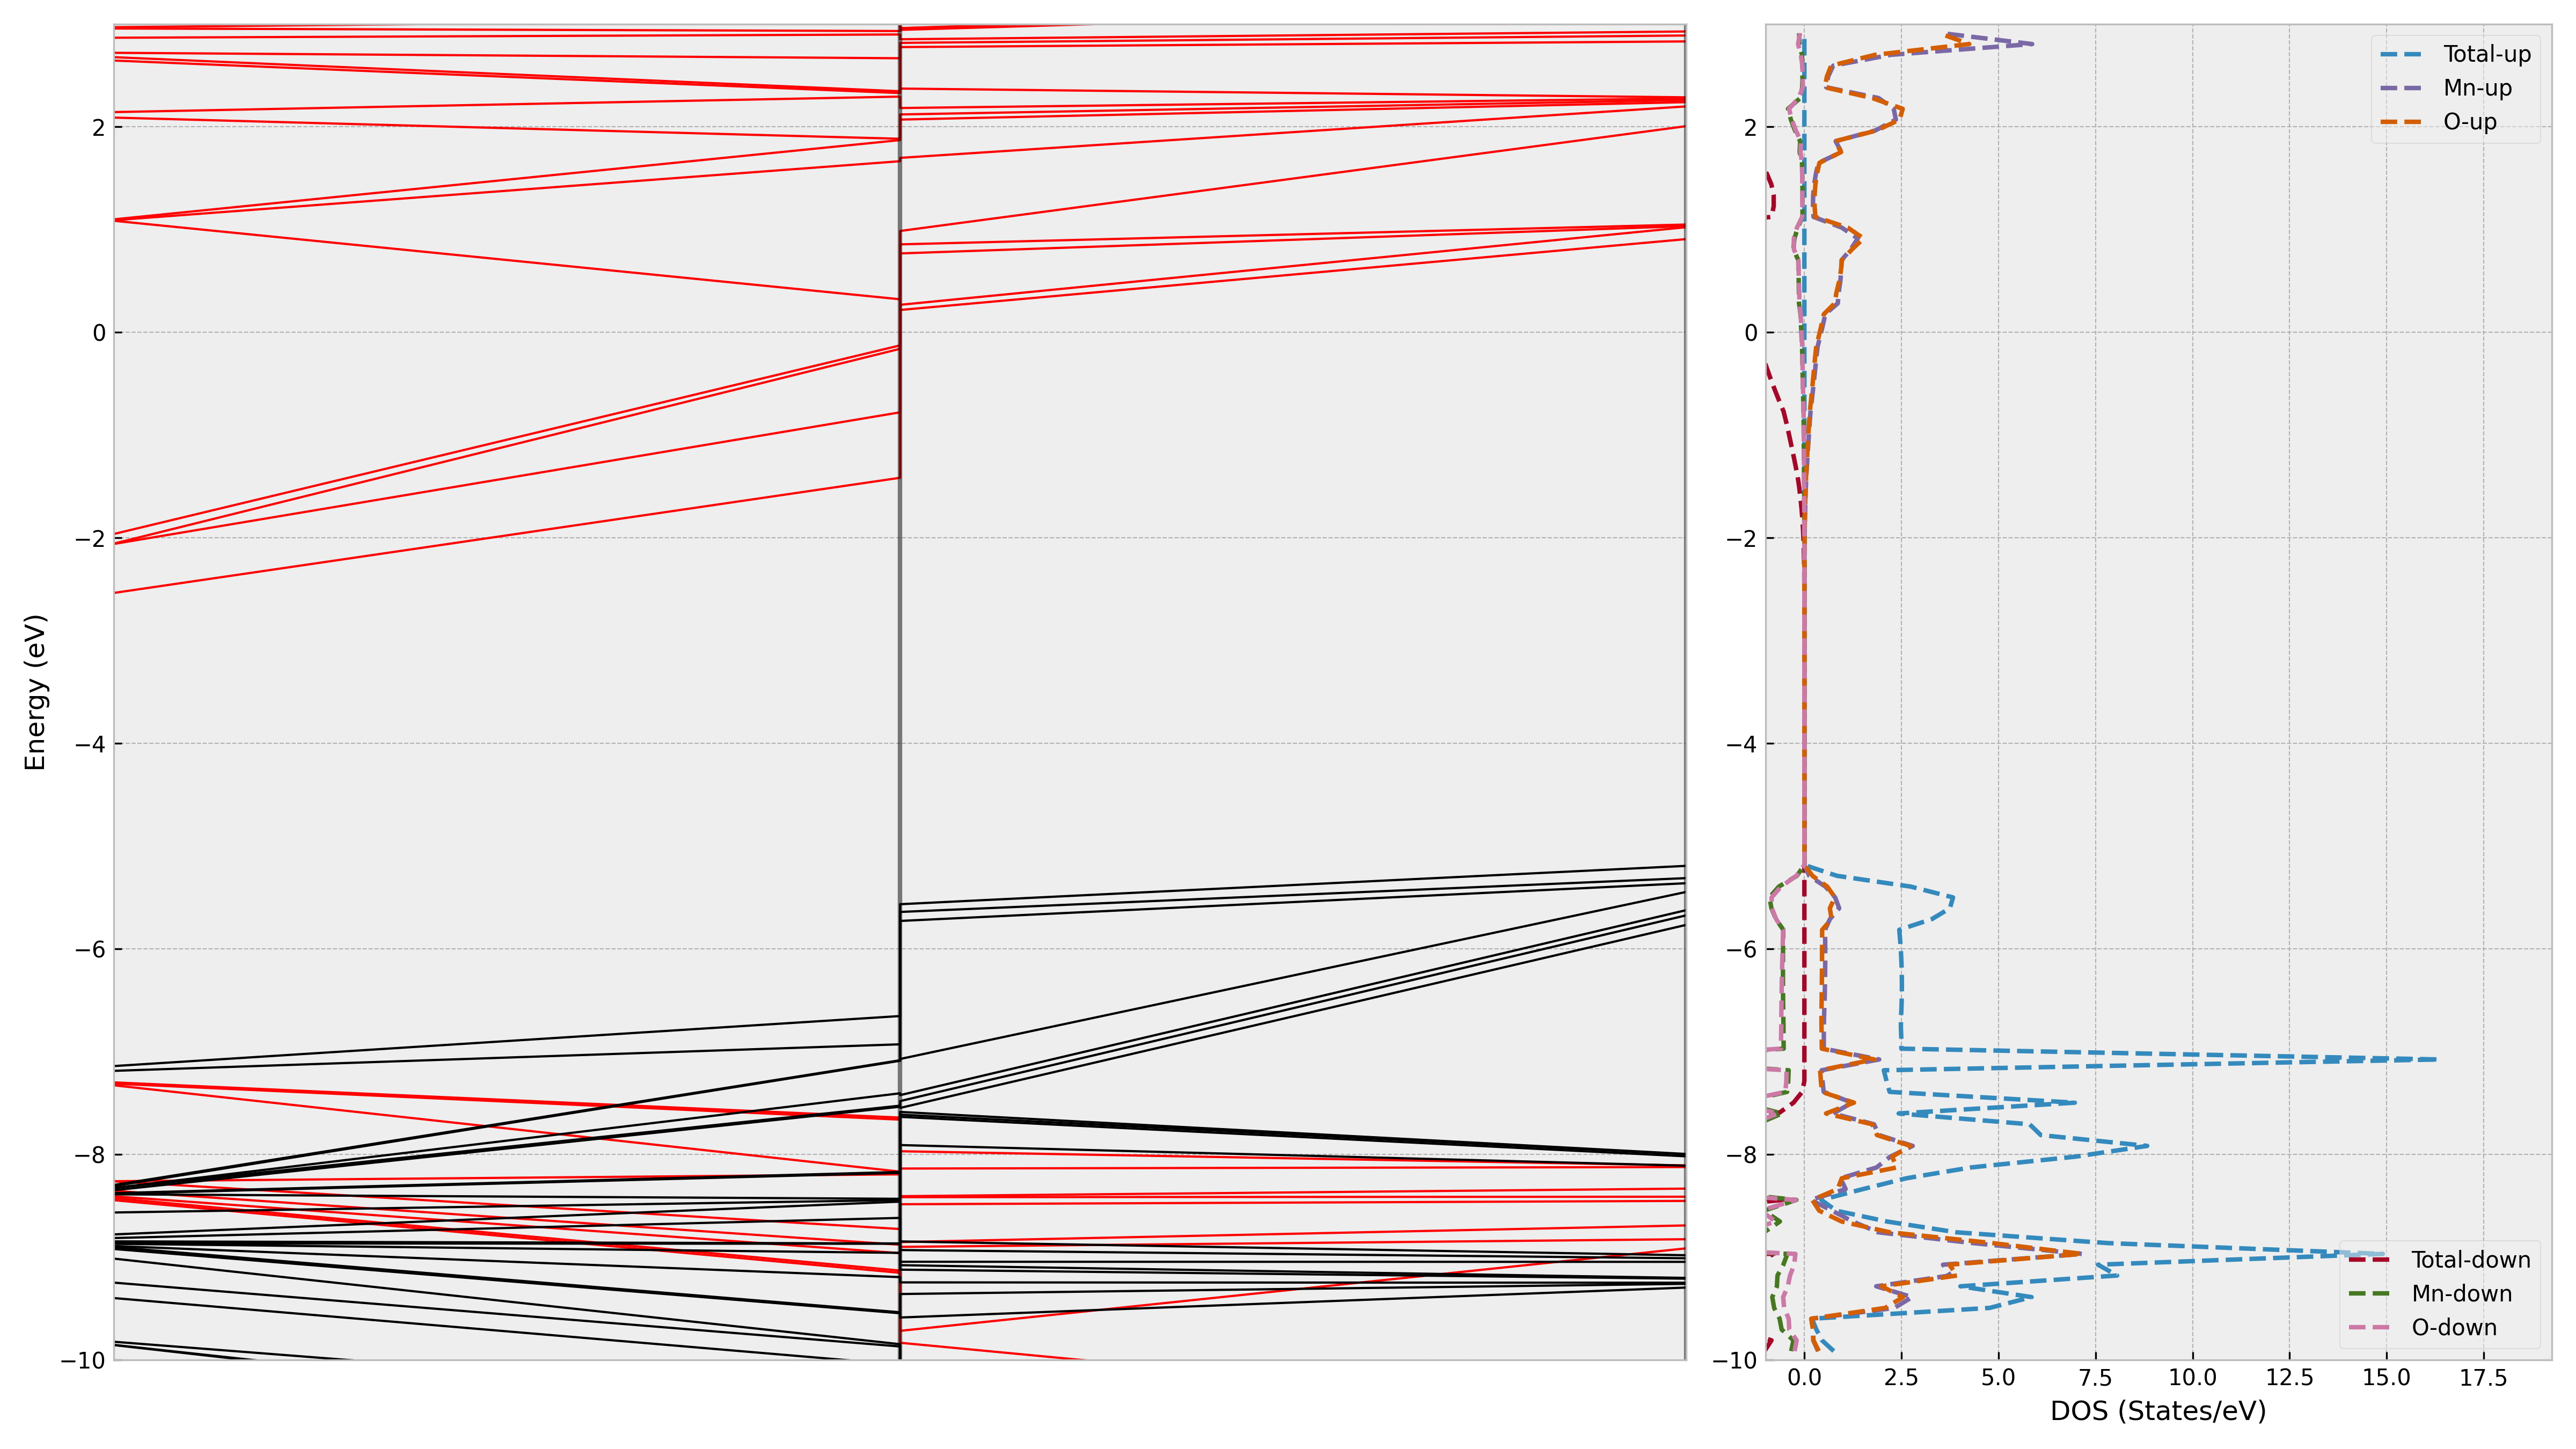 Energy (eV)
2
0
−2
−4
−6
−8
−10
2
0
−2
−4
−6
−8
−10
Total-up
Mn-up
O-up
Total-down
Mn-down
O-down
0.0 2.5 5.0 7.5 10.0 12.5 15.0 17.5
DOS (States/eV)